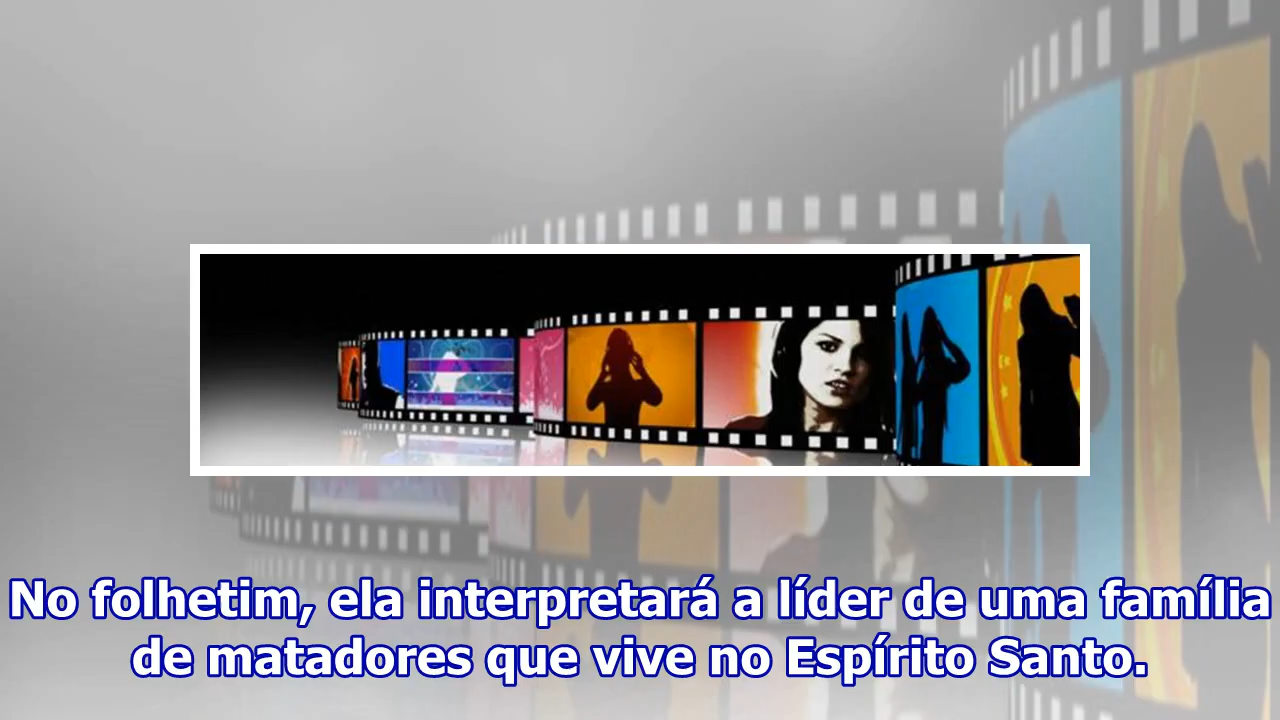 No folhetim, ela interpretará a líder de uma família
de matadores que vive no Espírito Santo.